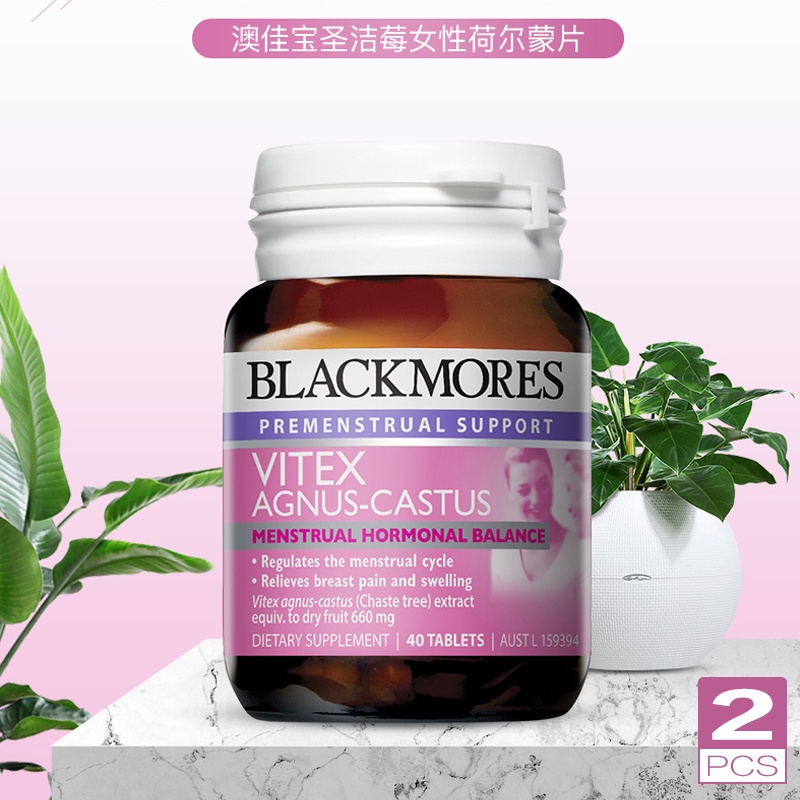 澳佳宝圣洁莓女性荷尔蒙片
BLACKMORES
PREMENSTRUAL SUPPORT
VITEX
AGNUS-CASTUS
MENSTRUAL HORMONAL BALANCE
• Regulates the menstrual cycle
• Relieves breast pain and swelling
Vitex agnus-castus (Chaste tree) extract
equiv. to dry fruit 660 mg
DIETARY SUPPLEMENT | 40 TABLETS | AUST L 159394
2
PCS